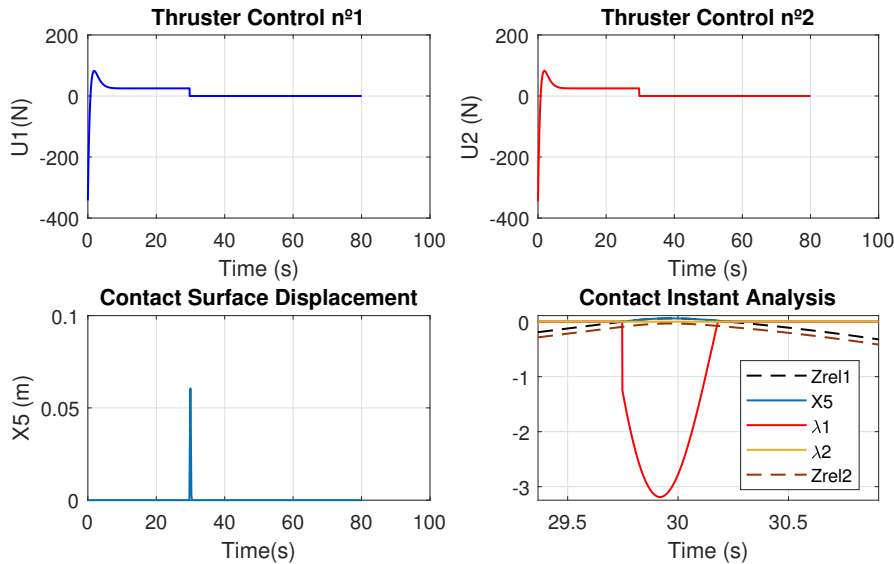 Thruster Control nº1
200
0
-200
-400
U1(N)
0 20 40 60 80 100
Time (s)
Thruster Control nº2
200
0
-200
-400
U2 (N)
0 20 40 60 80 100
Time (s)
Contact Surface Displacement
0.1
0.05
0
X5 (m)
0 20 40 60 80 100
Time(s)
Contact Instant Analysis
0
-1
-2
-3
Zrel1
X5
λ1
λ2
Zrel2
29.5 30 30.5
Time (s)